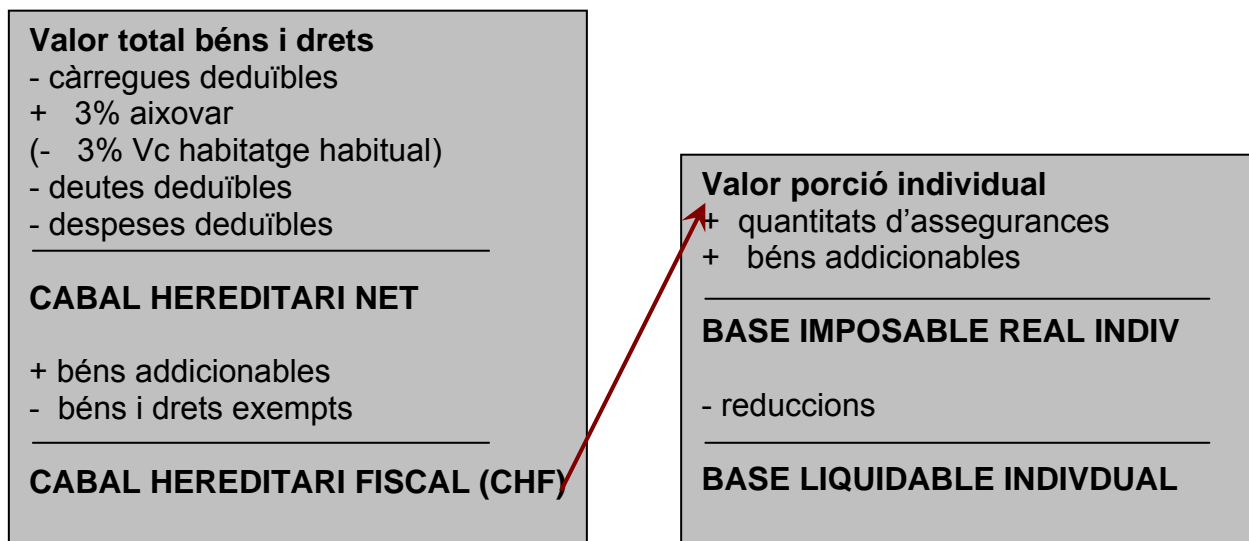 Valor total béns i drets
- càrregues deduïbles
+ 3% aixovar
(- 3% Vc habitatge habitual)
- deutes deduïbles
- despeses deduïbles
CABAL HEREDITARI NET
+ béns addicionables
- béns i drets exempts
CABAL HEREDITARI FISCAL (CHF)
Valor porció individual
+ quantitats d’assegurances
+ béns addicionables
BASE IMPOSABLE REAL INDIV
- reduccions
BASE LIQUIDABLE INDIVDUAL